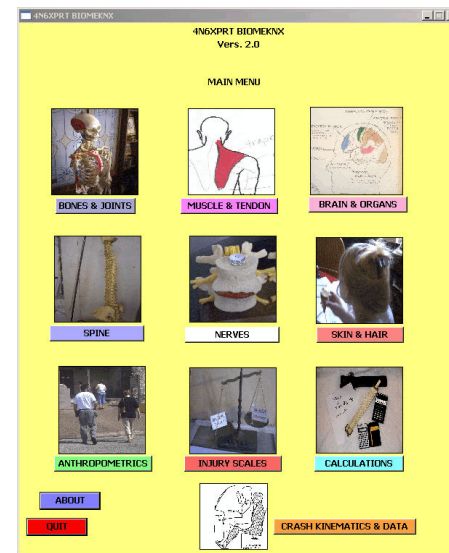 4N6XPRT BIOMEKNX
4N6XPRT BIOMEKNX
Vers. 2.0
MAIN MENU
BONES & JOINTS
MUSCLE & TENDON
BRAIN & ORGANS
SPINE
NERVES
SKIN & HAIR
ANTHROPOMETRICS
INJURY SCALES
CALCULATIONS
ABOUT
QUIT
CRASH KINEMATICS & DATA